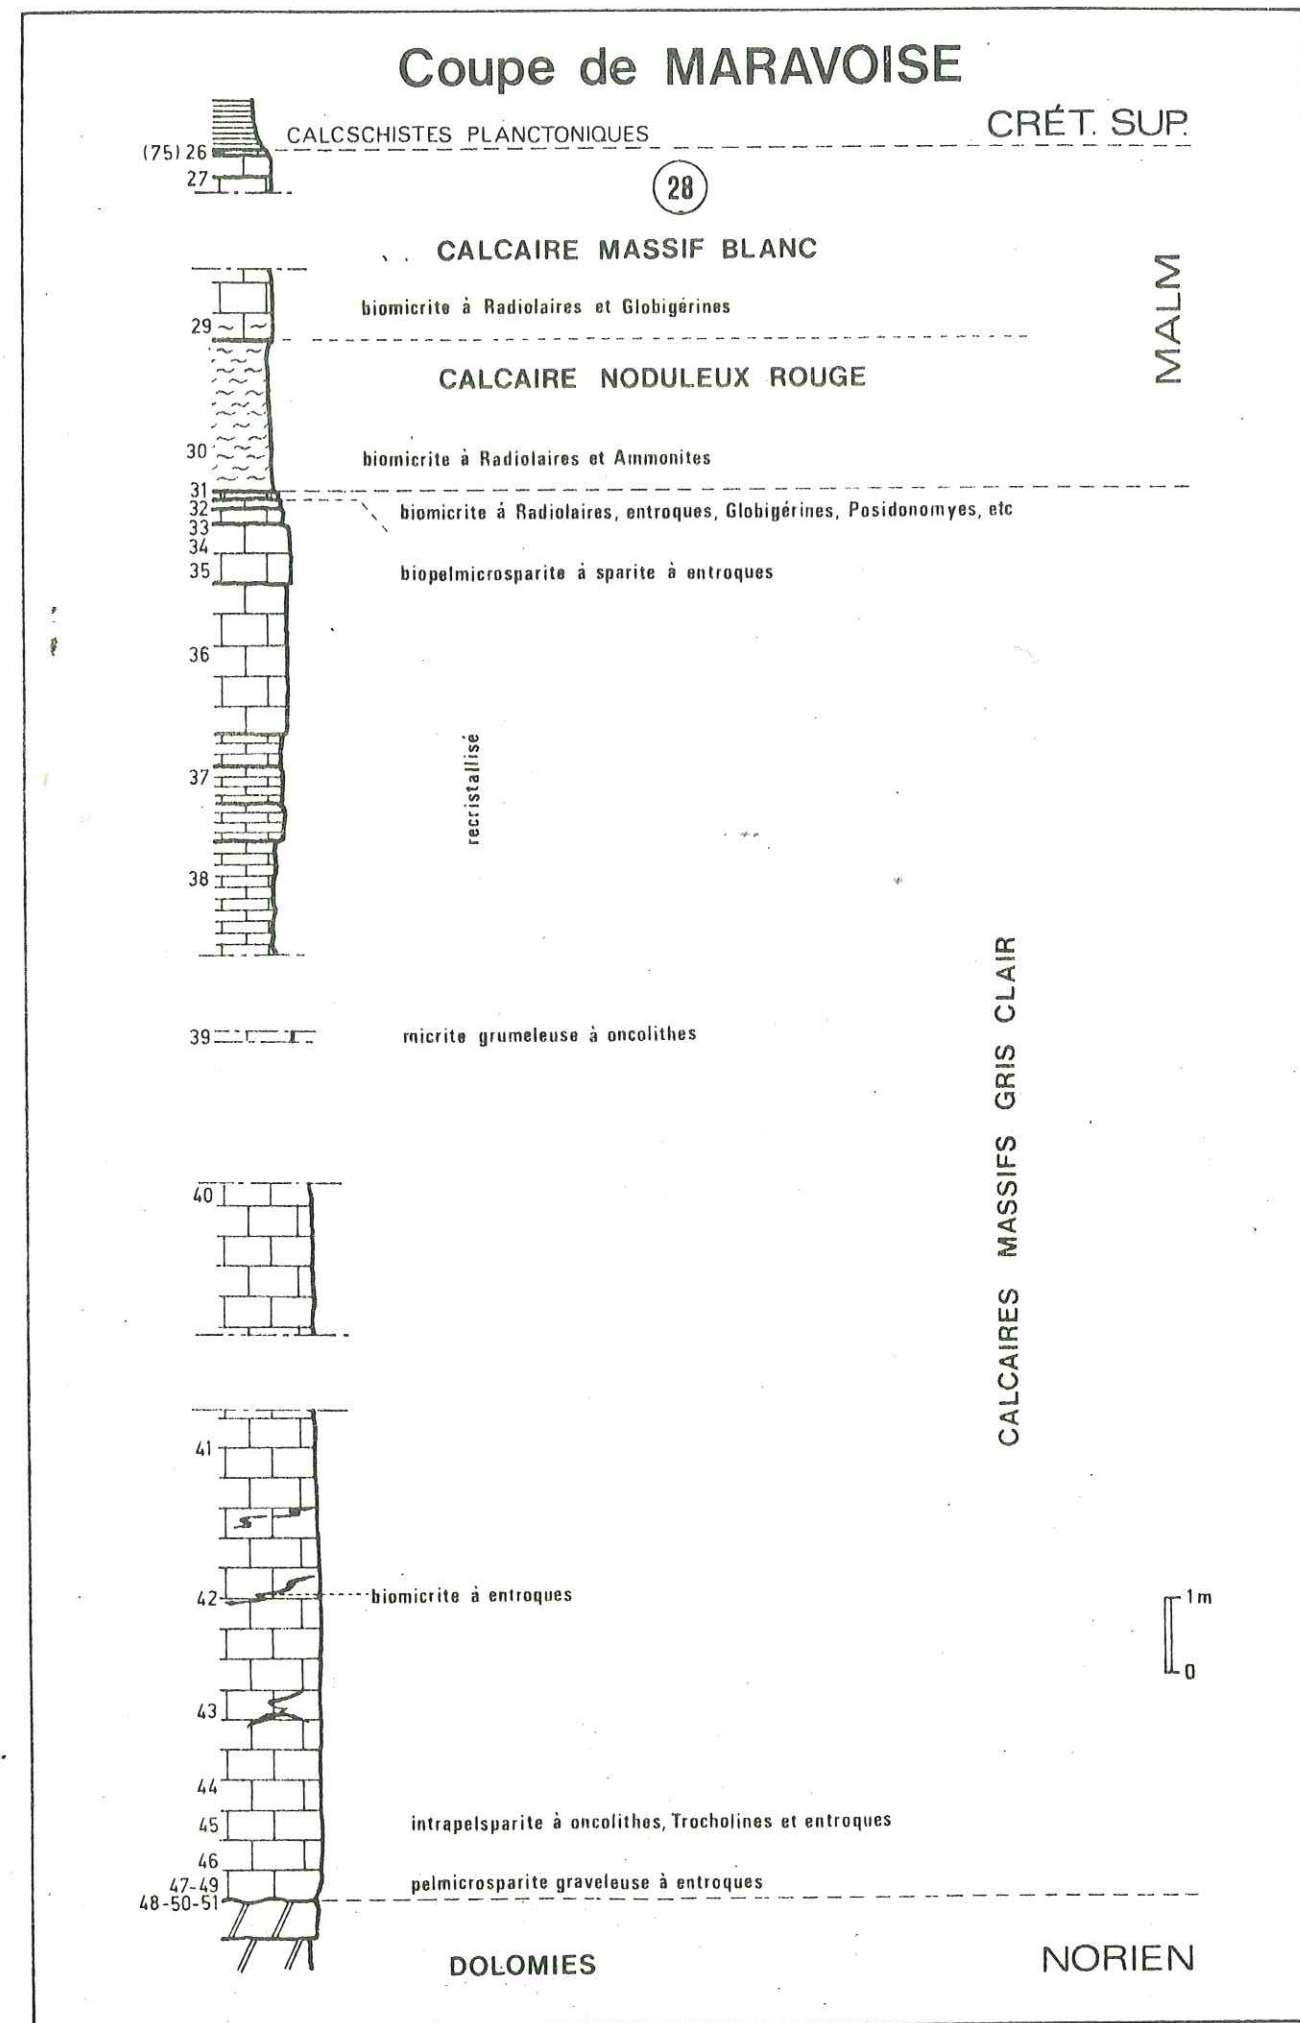 Coupe de MARAVOISE
CALCSCHISTES PLANCTONIQUES
CRÉT. SUP.
(75) 26
27
28
CALCAIRE MASSIF BLANC
MALM
biomicrite à Radiolaires et Globigérines
29
CALCAIRE NODULEUX ROUGE
30
biomicrite à Radiolaires et Ammonites
31
32
biomicrite á Radiolaires, entroques, Globigérines, Posidonomyes, etc
33
34
35
biopelmicrosparite à sparite à entroques
36
recristallisé
37
38
CALCAIRES MASSIFS GRIS CLAIR
39
micrite grumeleuse à oncolithes
40
41
42
biomicrite à entroques
1m
0
43
44
45
intrapelsparite à oncolithes, Trocholines et entroques
46
47-49
pelmicrosparite graveleuse à entroques
48-50-51
DOLOMIES
NORIEN